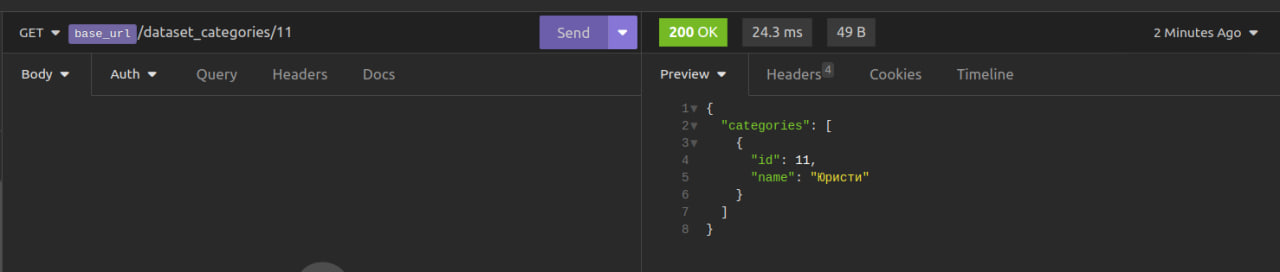 GET base_url/dataset_categories/11 Send 200 OK 24.3 ms 49 B 2 Minutes Ago
Body Auth Query Headers Docs Preview Headers 4 Cookies Timeline
1 {
2 "categories": [
3 {
4 "id": 11,
5 "name": "Юристи"
6 }
7 ]
8 }